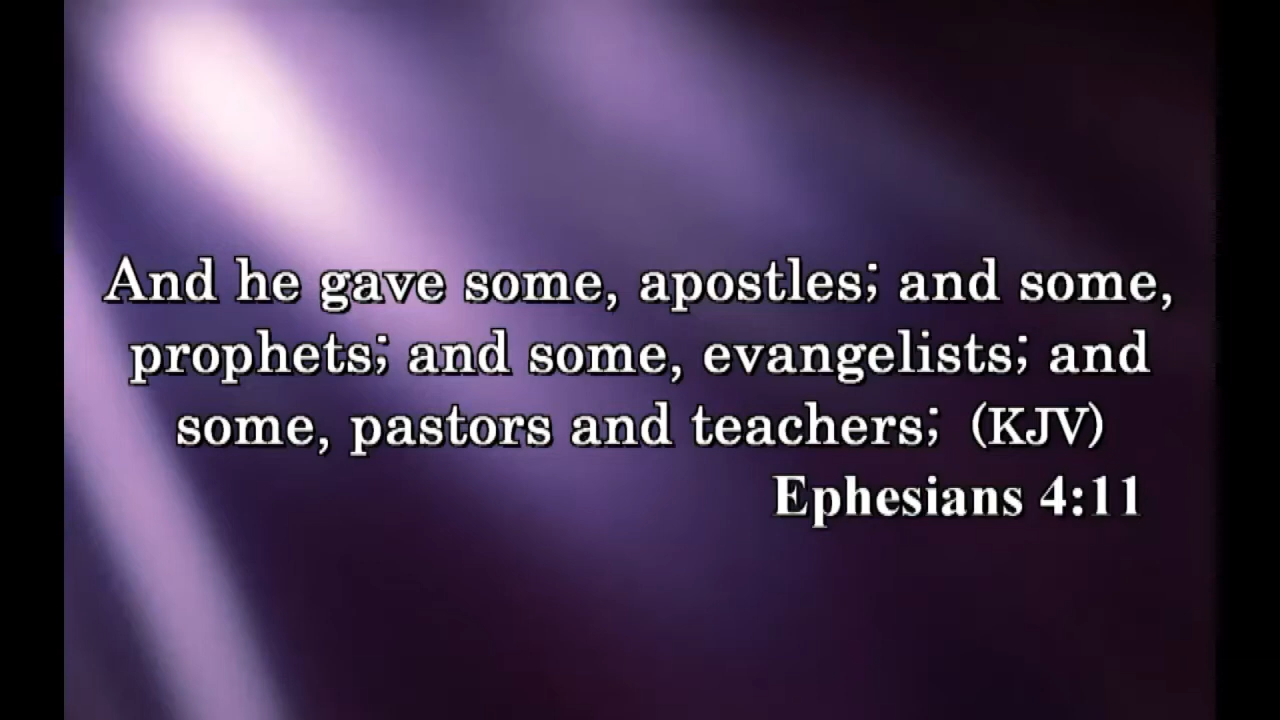 And he gave some, apostles; and some,
prophets; and some, evangelists; and
some, pastors and teachers; (KJV)
Ephesians 4:11